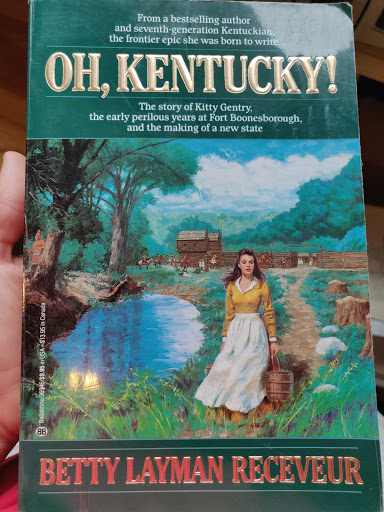 From a bestselling author
and seventh-generation Kentuckian,
the frontier epic she was born to write
OH, KENTUCKY!
The story of Kitty Gentry,
the early perilous years at Fort Boonesborough,
and the making of a new state
BB
BETTY LAYMAN RECEVEUR